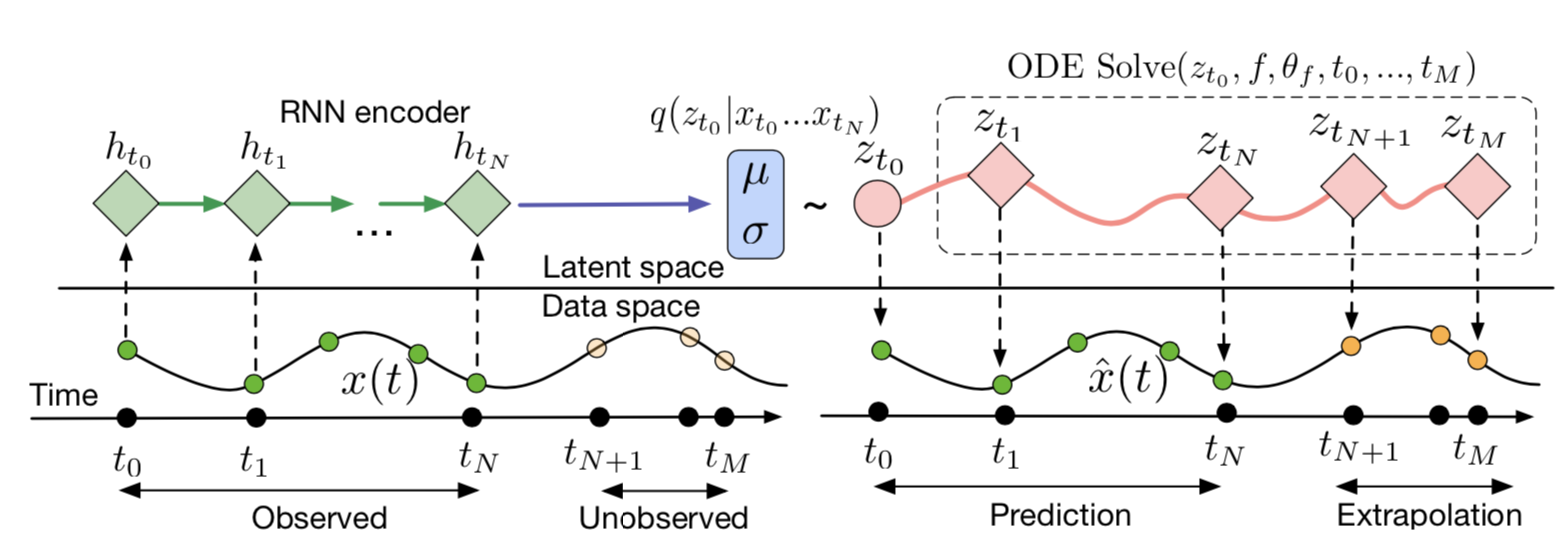 ODE Solve(z_{t_0}, f, θ_f, t_0, ..., t_M)
RNN encoder
q(z_{t_0}|x_{t_0}...x_{t_N})
h_{t_0} h_{t_1} h_{t_N}
...
μ
σ
~
z_{t_0} z_{t_1} z_{t_N} z_{t_{N+1}} z_{t_M}
Latent space
Data space
x(t)
x̂(t)
Time
t_0 t_1 t_N t_{N+1} t_M
t_0 t_1 t_N t_{N+1} t_M
Observed
Unobserved
Prediction
Extrapolation